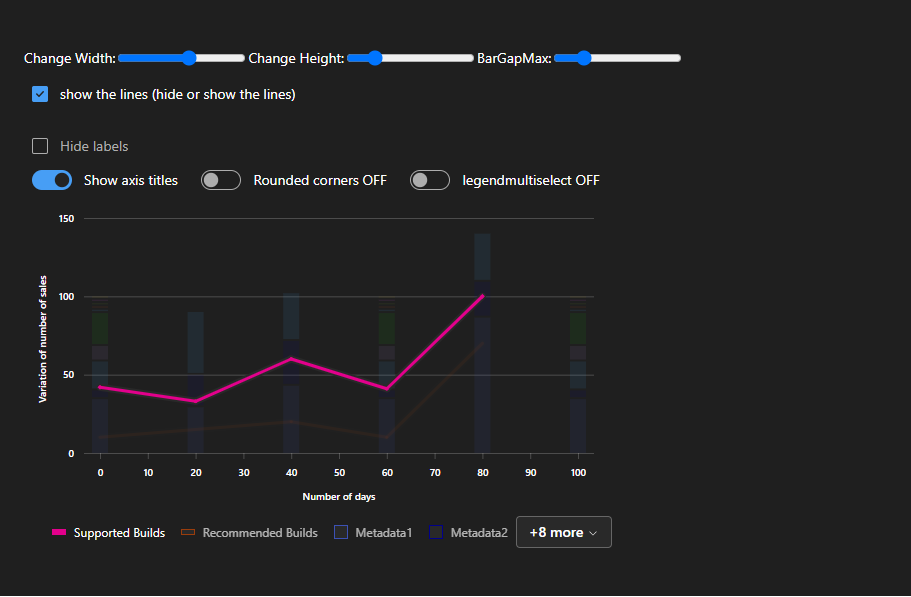 Change Width: Change Height: BarGapMax:
show the lines (hide or show the lines)
Hide labels
Show axis titles Rounded corners OFF legendmultiselect OFF
150
100
50
0
Variation of number of sales
0 10 20 30 40 50 60 70 80 90 100
Number of days
Supported Builds Recommended Builds Metadata1 Metadata2 +8 more